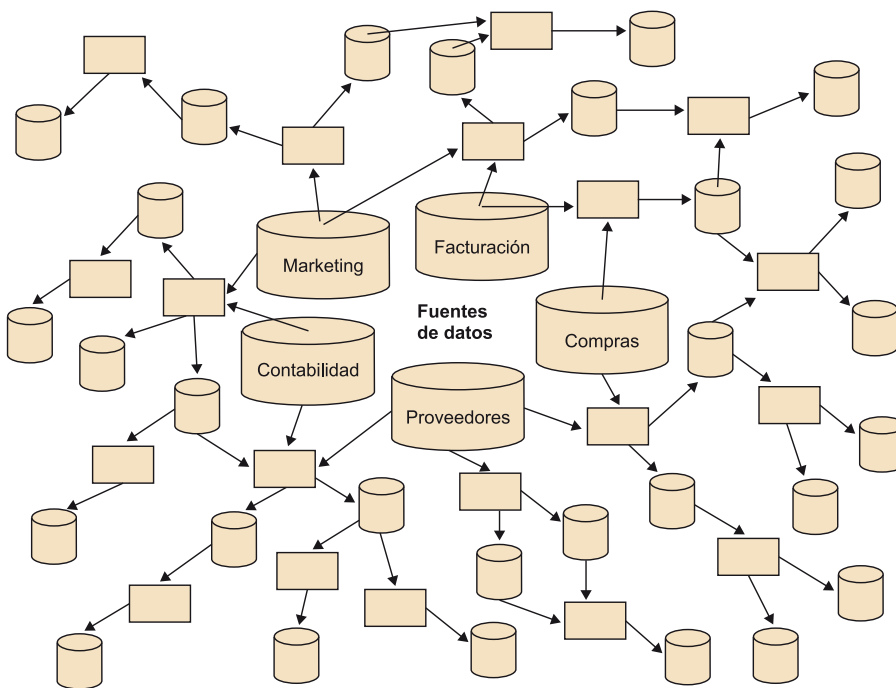 Marketing
Facturación
Fuentes
de datos
Compras
Contabilidad
Proveedores